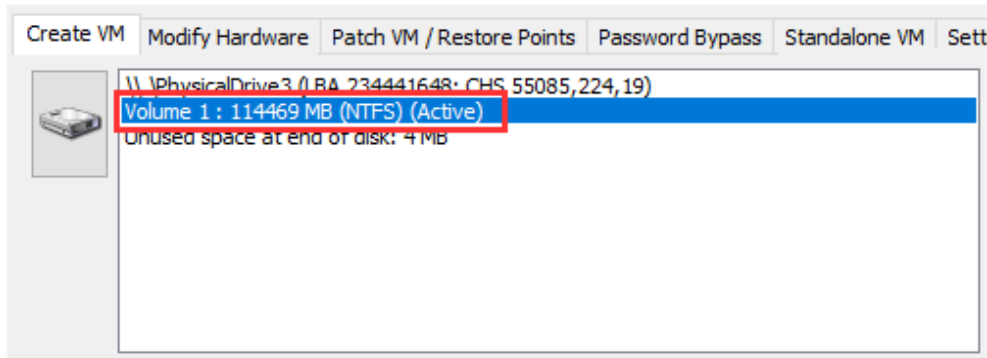 Create VM Modify Hardware Patch VM / Restore Points Password Bypass Standalone VM Sett
\\.\PhysicalDrive3 (LBA 234441648: CHS 55085,224,19)
Volume 1 : 114469 MB (NTFS) (Active)
Unused space at end of disk: 4 MB